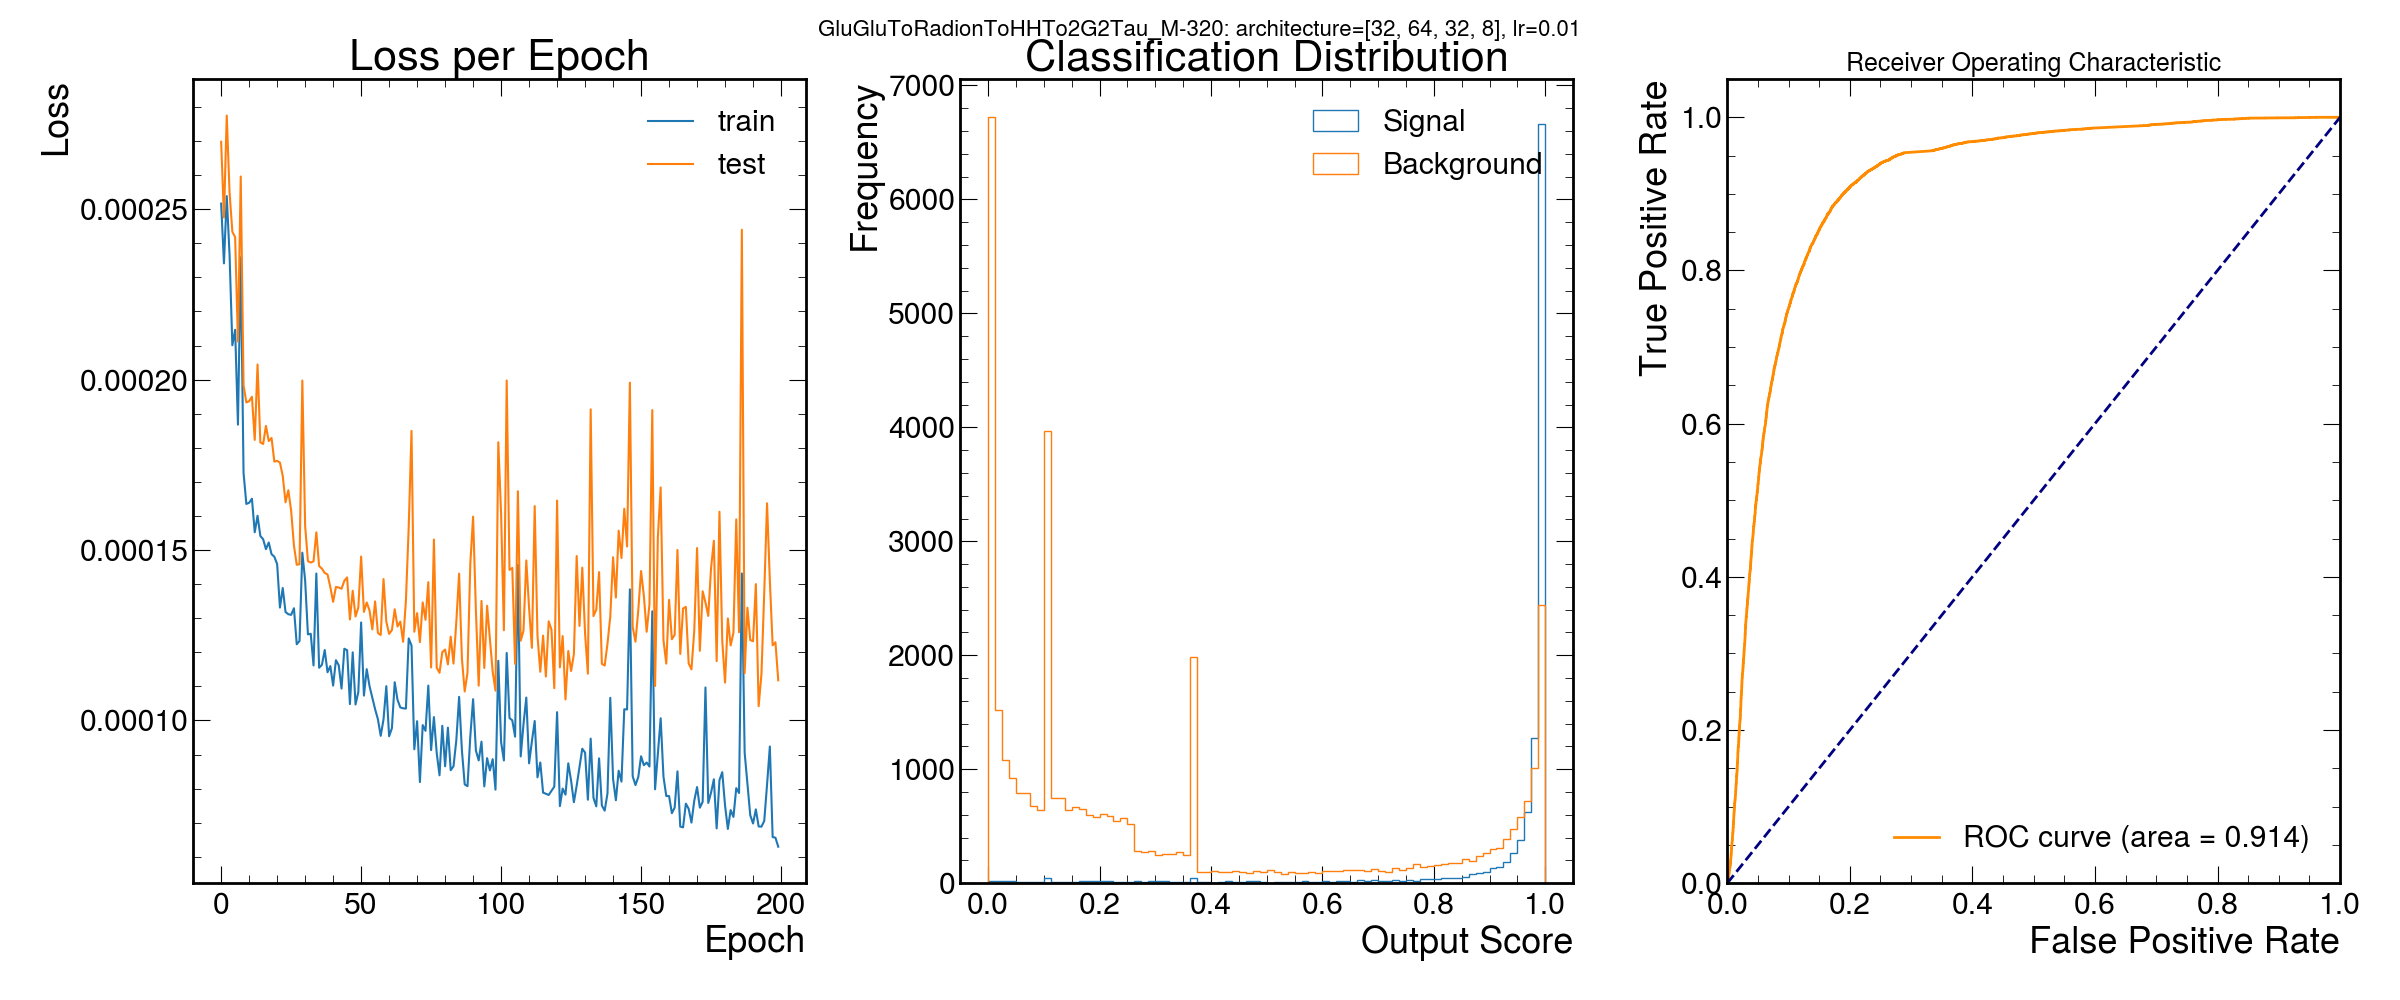 GluGluToRadionToHHTo2G2Tau_M-320: architecture=[32, 64, 32, 8], lr=0.01
Loss per Epoch
Loss
train
test
0.00025
0.00020
0.00015
0.00010
0 50 100 150 200
Epoch
Classification Distribution
Frequency
Signal
Background
7000
6000
5000
4000
3000
2000
1000
0
0.0 0.2 0.4 0.6 0.8 1.0
Output Score
Receiver Operating Characteristic
True Positive Rate
1.0
0.8
0.6
0.4
0.2
0.0
ROC curve (area = 0.914)
0.0 0.2 0.4 0.6 0.8 1.0
False Positive Rate